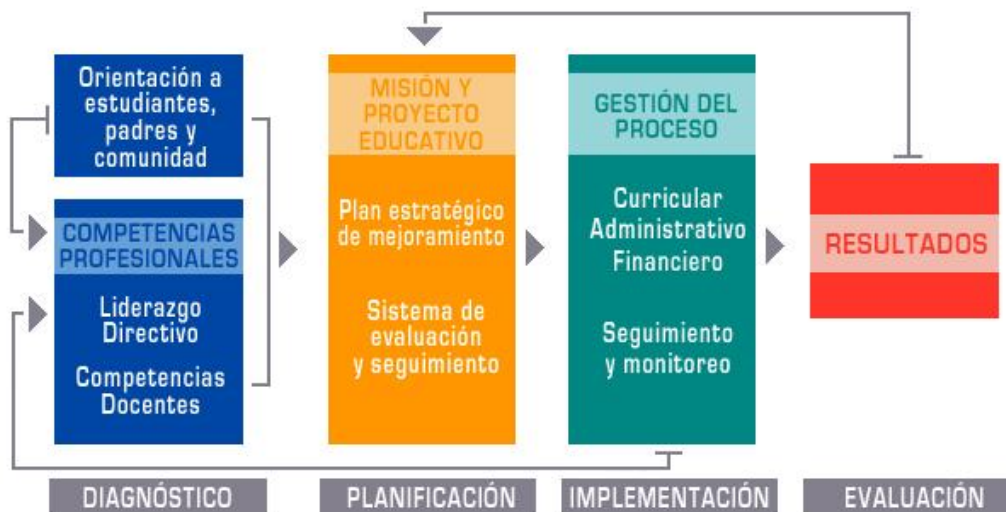 Orientación a
estudiantes,
padres y
comunidad
COMPETENCIAS
PROFESIONALES
Liderazgo
Directivo
Competencias
Docentes
MISIÓN Y
PROYECTO
EDUCATIVO
Plan estratégico
de mejoramiento
Sistema de
evaluación
y seguimiento
GESTIÓN DEL
PROCESO
Curricular
Administrativo
Financiero
Seguimiento
y monitoreo
RESULTADOS
DIAGNÓSTICO
PLANIFICACIÓN
IMPLEMENTACIÓN
EVALUACIÓN